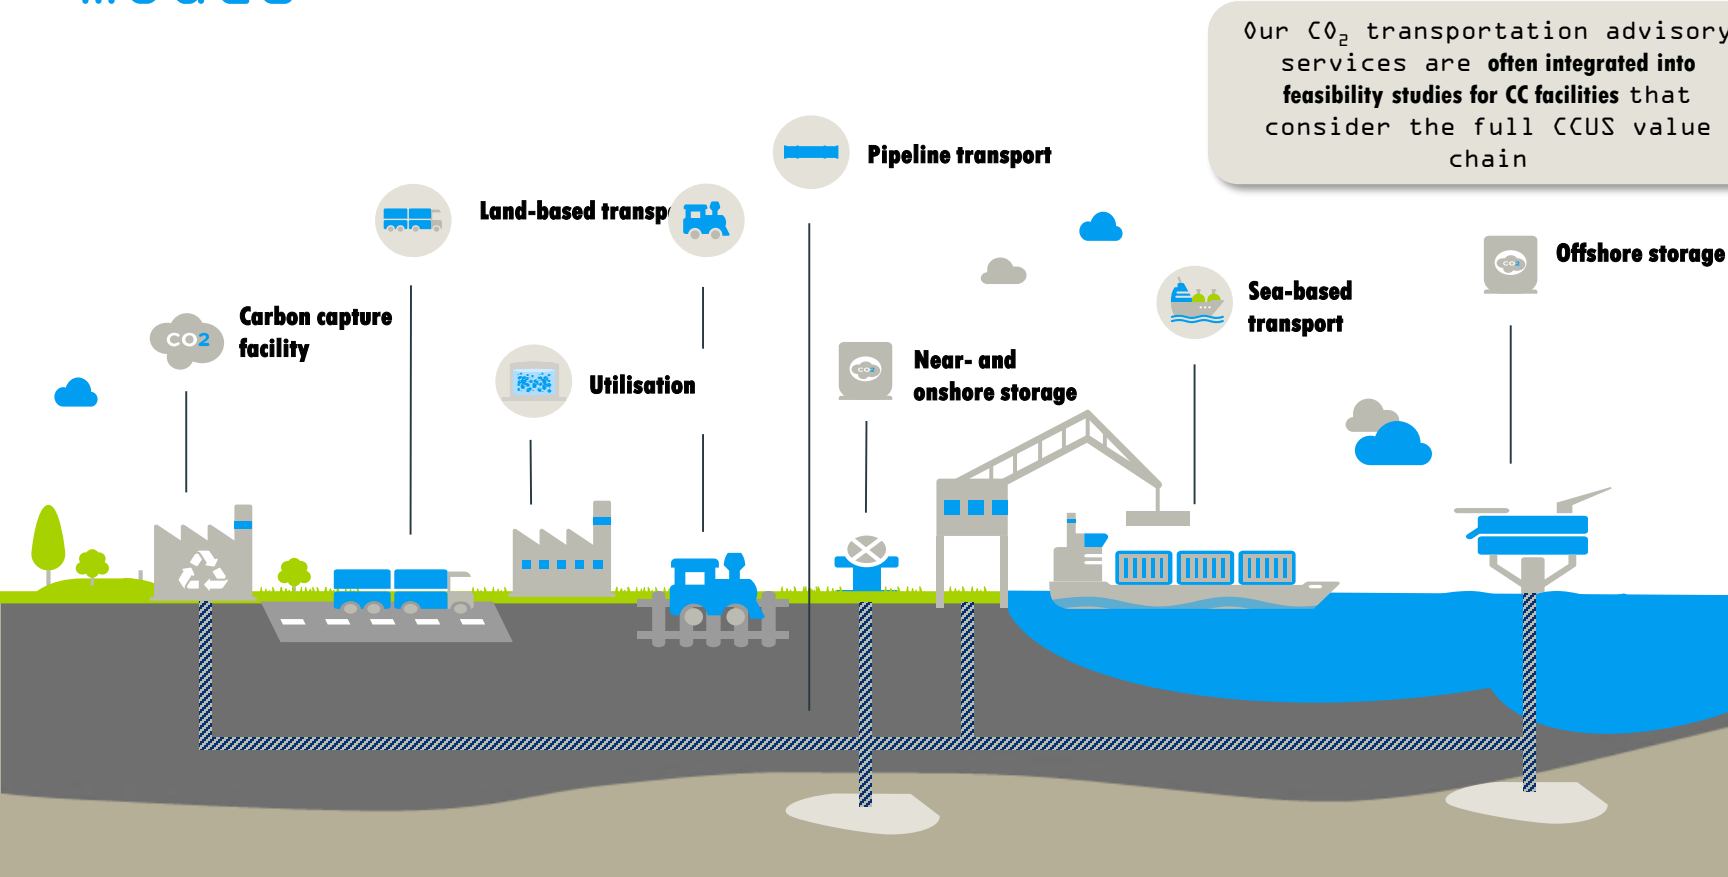 Our CO₂ transportation advisory
services are often integrated into
feasibility studies for CC facilities that
consider the full CCUS value
chain
Pipeline transport
Land-based
Offshore storage
Sea-based
transport
Carbon capture
facility
CO2
Near- and
onshore storage
Utilisation
CO2
CO2